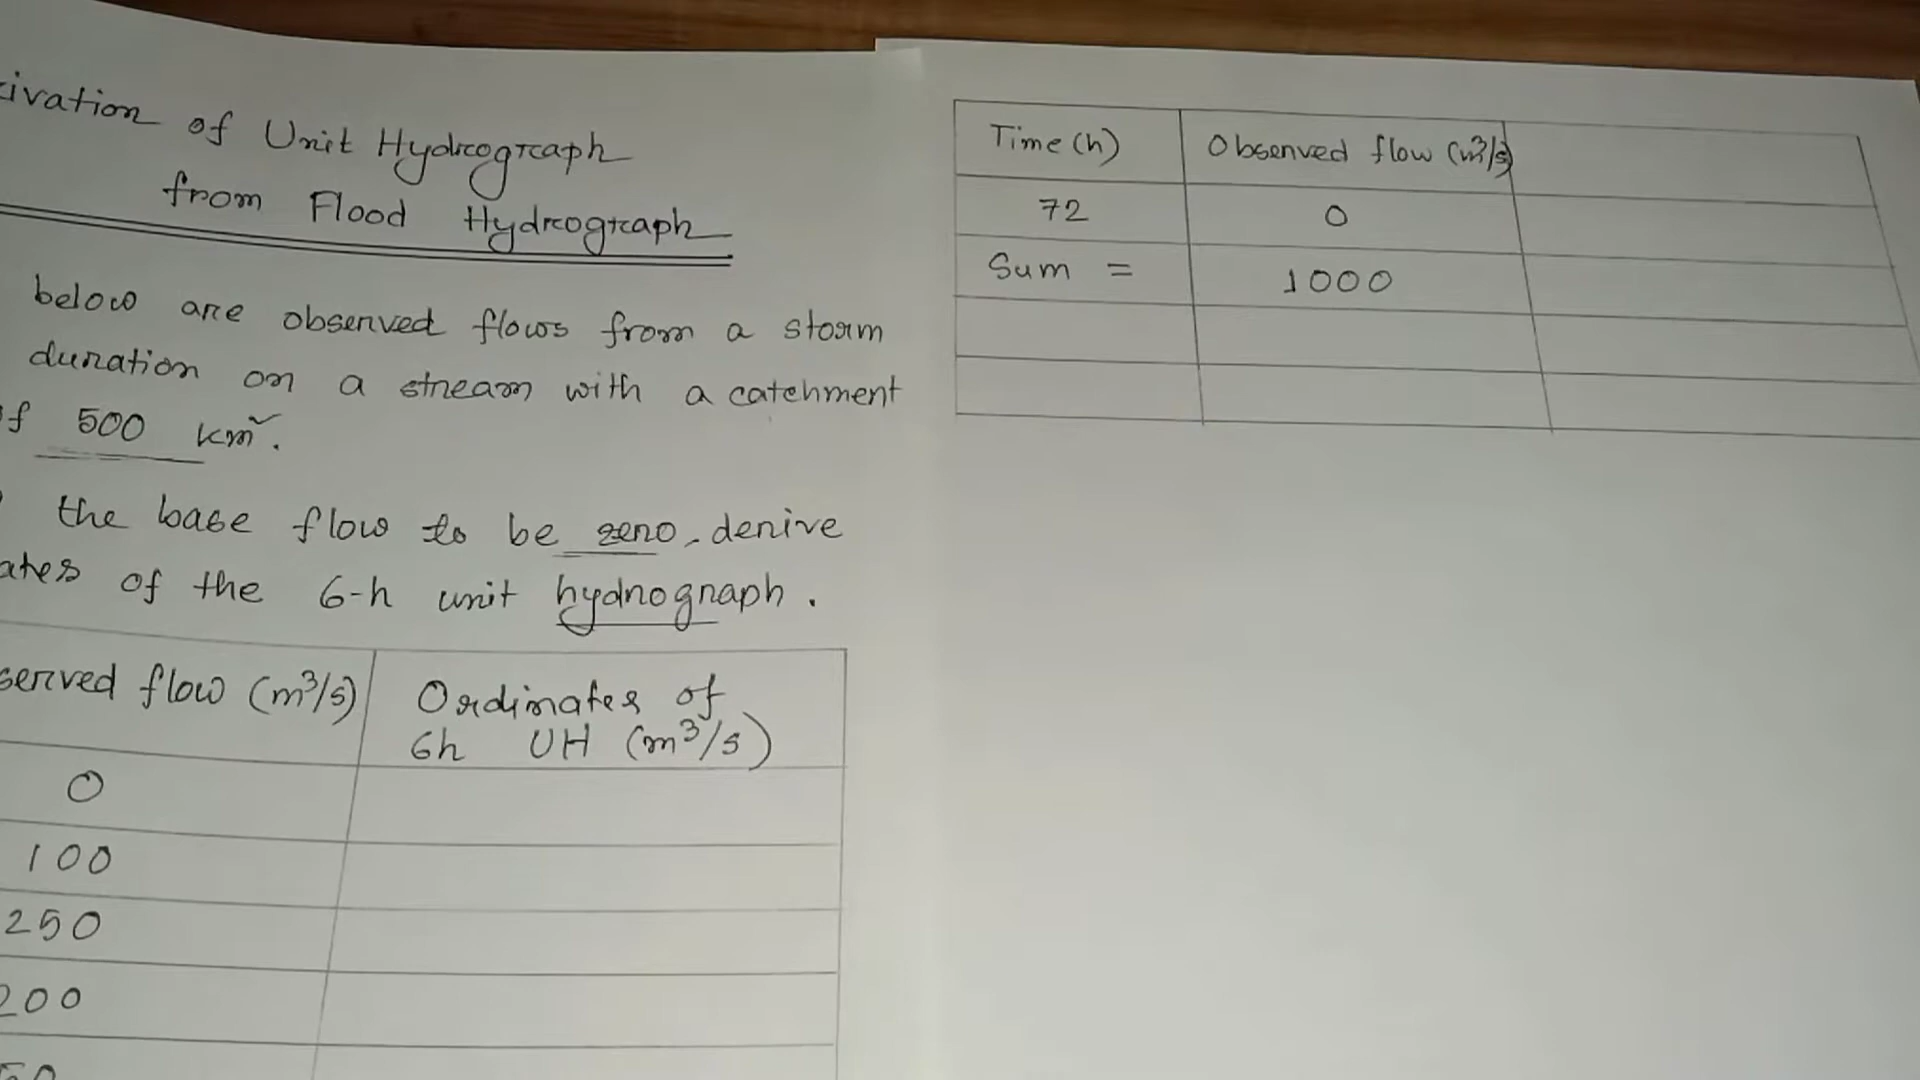 ivation of Unit Hydrograph
from Flood Hydrograph
below are observed flows from a storm
duration on a stream with a catchment
of 500 km².
the base flow to be zero, derive
ates of the 6-h unit hydrograph.
served flow (m³/s)
Ordinates of
6h UH (m³/s)
0
100
250
200
50
Time (h)
Observed flow (m³/s)
72
0
Sum =
1000